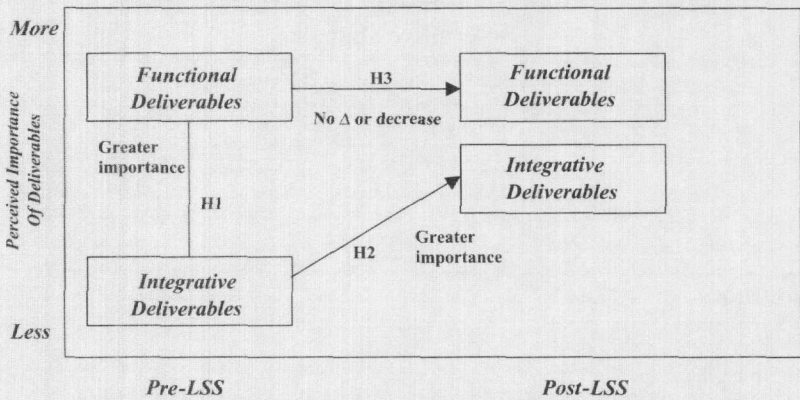 More
Perceived Importance
Of Deliverables
Less
Functional
Deliverables
Greater
importance
H1
Integrative
Deliverables
H3
No Δ or decrease
H2
Greater
importance
Functional
Deliverables
Integrative
Deliverables
Pre-LSS
Post-LSS